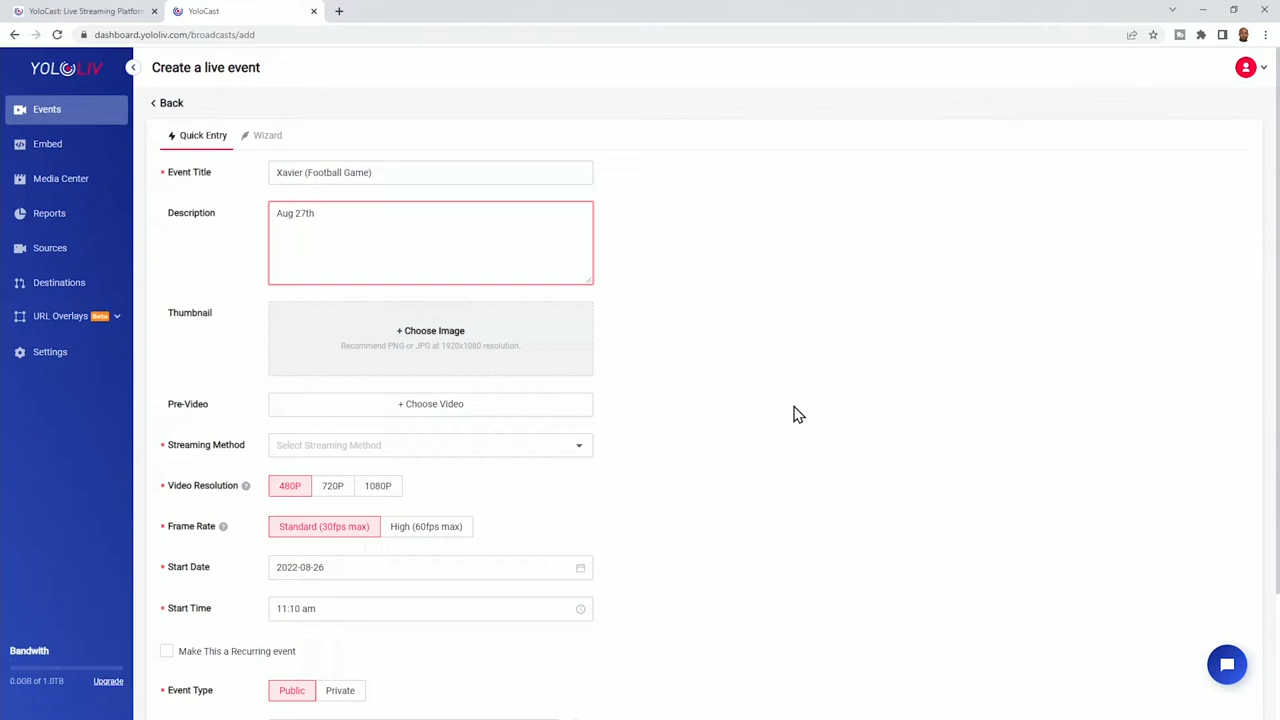 YoloCast: Live Streaming Platform
YoloCast
dashboard.yololiv.com/broadcasts/add
YOLOLIV
Create a live event
Events
Back
Quick Entry
Wizard
Embed
Event Title
Xavier (Football Game)
Media Center
Description
Aug 27th
Reports
Sources
Destinations
URL Overlays Beta
Settings
Thumbnail
+ Choose Image
Recommend PNG or JPG at 1920x1080 resolution.
Pre-Video
+ Choose Video
* Streaming Method
Select Streaming Method
* Video Resolution ?
480P
720P
1080P
* Frame Rate ?
Standard (30fps max)
High (60fps max)
* Start Date
2022-08-26
* Start Time
11:10 am
Make This a Recurring event
Bandwith
0.0GB of 1.0TB
Upgrade
* Event Type
Public
Private